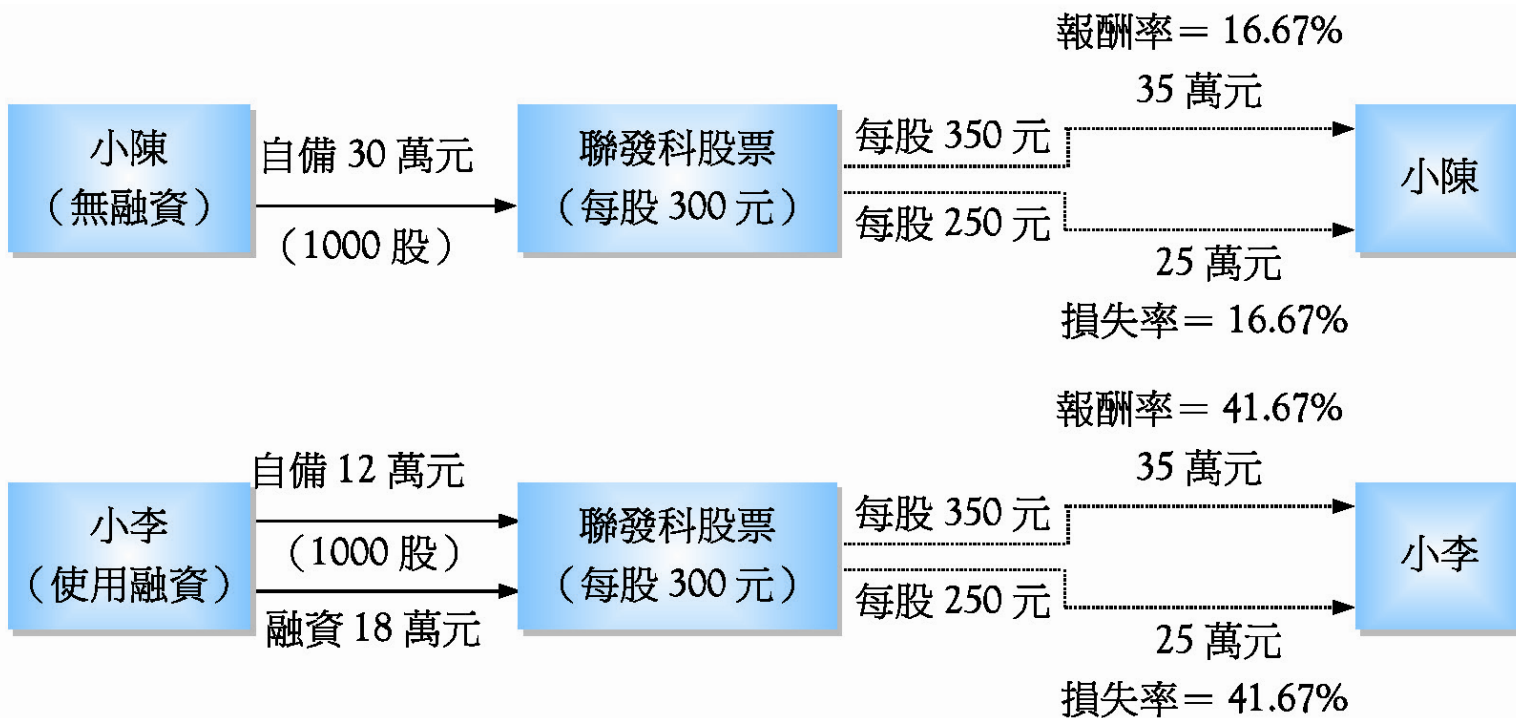 報酬率＝16.67%
35 萬元
小陳
（無融資）
自備 30 萬元
（1000 股）
聯發科股票
（每股 300 元）
每股 350 元
每股 250 元
小陳
25 萬元
損失率＝16.67%
報酬率＝41.67%
35 萬元
小李
（使用融資）
自備 12 萬元
（1000 股）
融資 18 萬元
聯發科股票
（每股 300 元）
每股 350 元
每股 250 元
小李
25 萬元
損失率＝41.67%